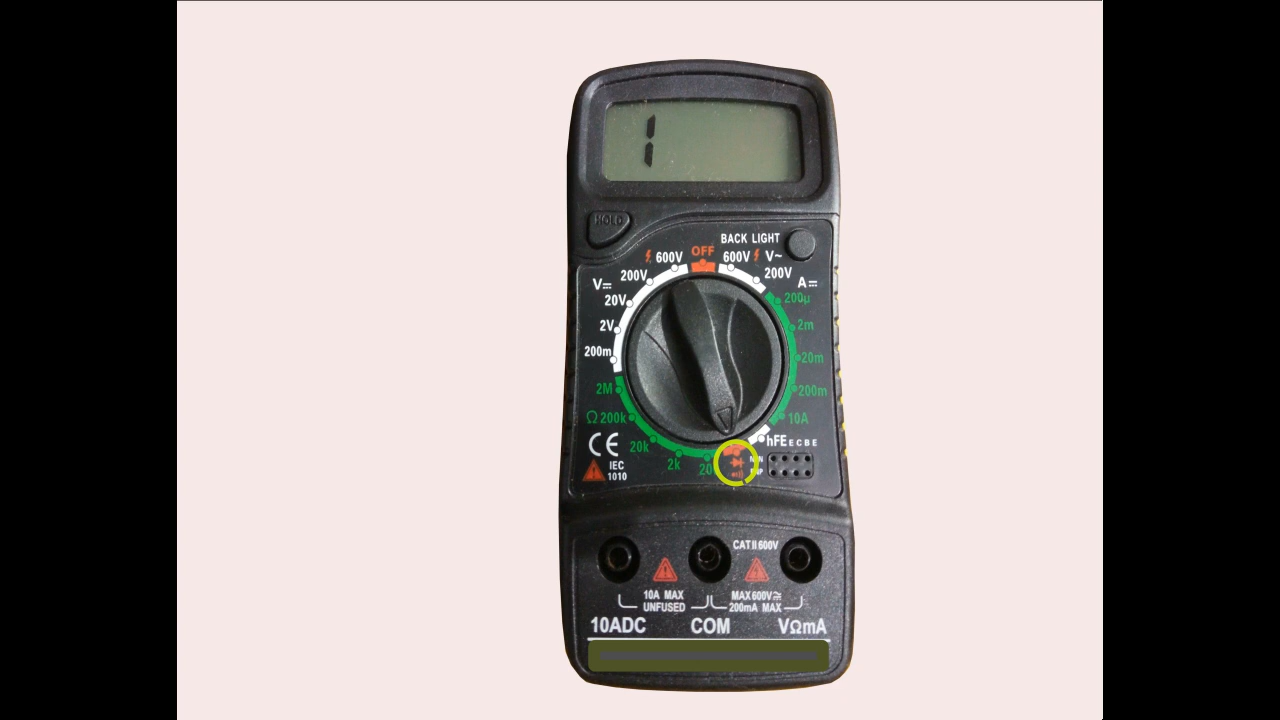 1
HOLD
BACK LIGHT
OFF
600V
600V
V~
200V
200V
V⎓
A⎓
20V
200µ
2V
2m
200m
20m
2M
200m
Ω
200k
10A
20k
hFE
E C B E
2k
20
CE
IEC
1010
CAT II 600V
10A MAX
UNFUSED
MAX 600V≂
200mA MAX
10ADC
COM
VΩmA